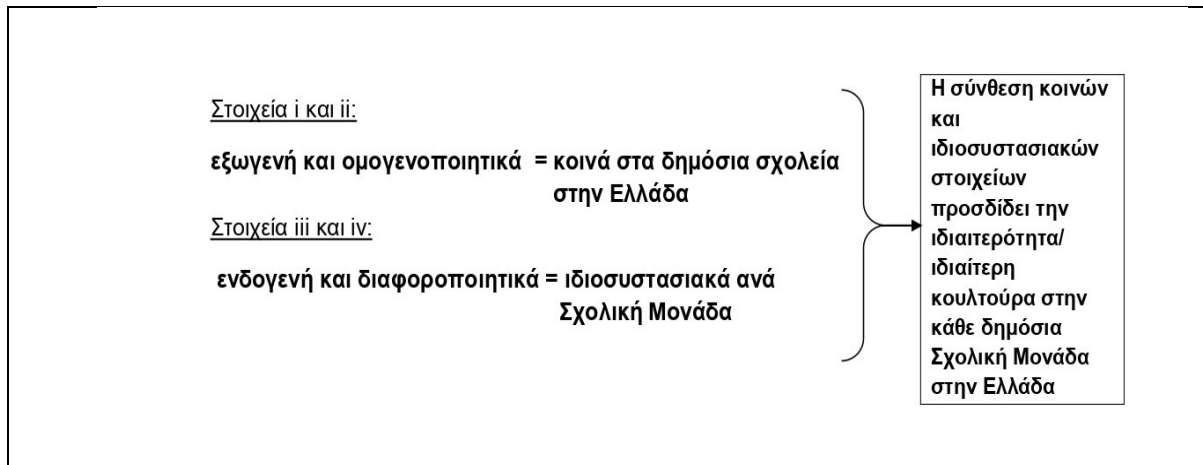 Στοιχεία i και ii:
εξωγενή και ομογενοποιητικά = κοινά στα δημόσια σχολεία
στην Ελλάδα
Στοιχεία iii και iv:
ενδογενή και διαφοροποιητικά = ιδιοσυστασιακά ανά
Σχολική Μονάδα
Η σύνθεση κοινών
και
ιδιοσυστασιακών
στοιχείων
προσδίδει την
ιδιαιτερότητα/
ιδιαίτερη
κουλτούρα στην
κάθε δημόσια
Σχολική Μονάδα
στην Ελλάδα